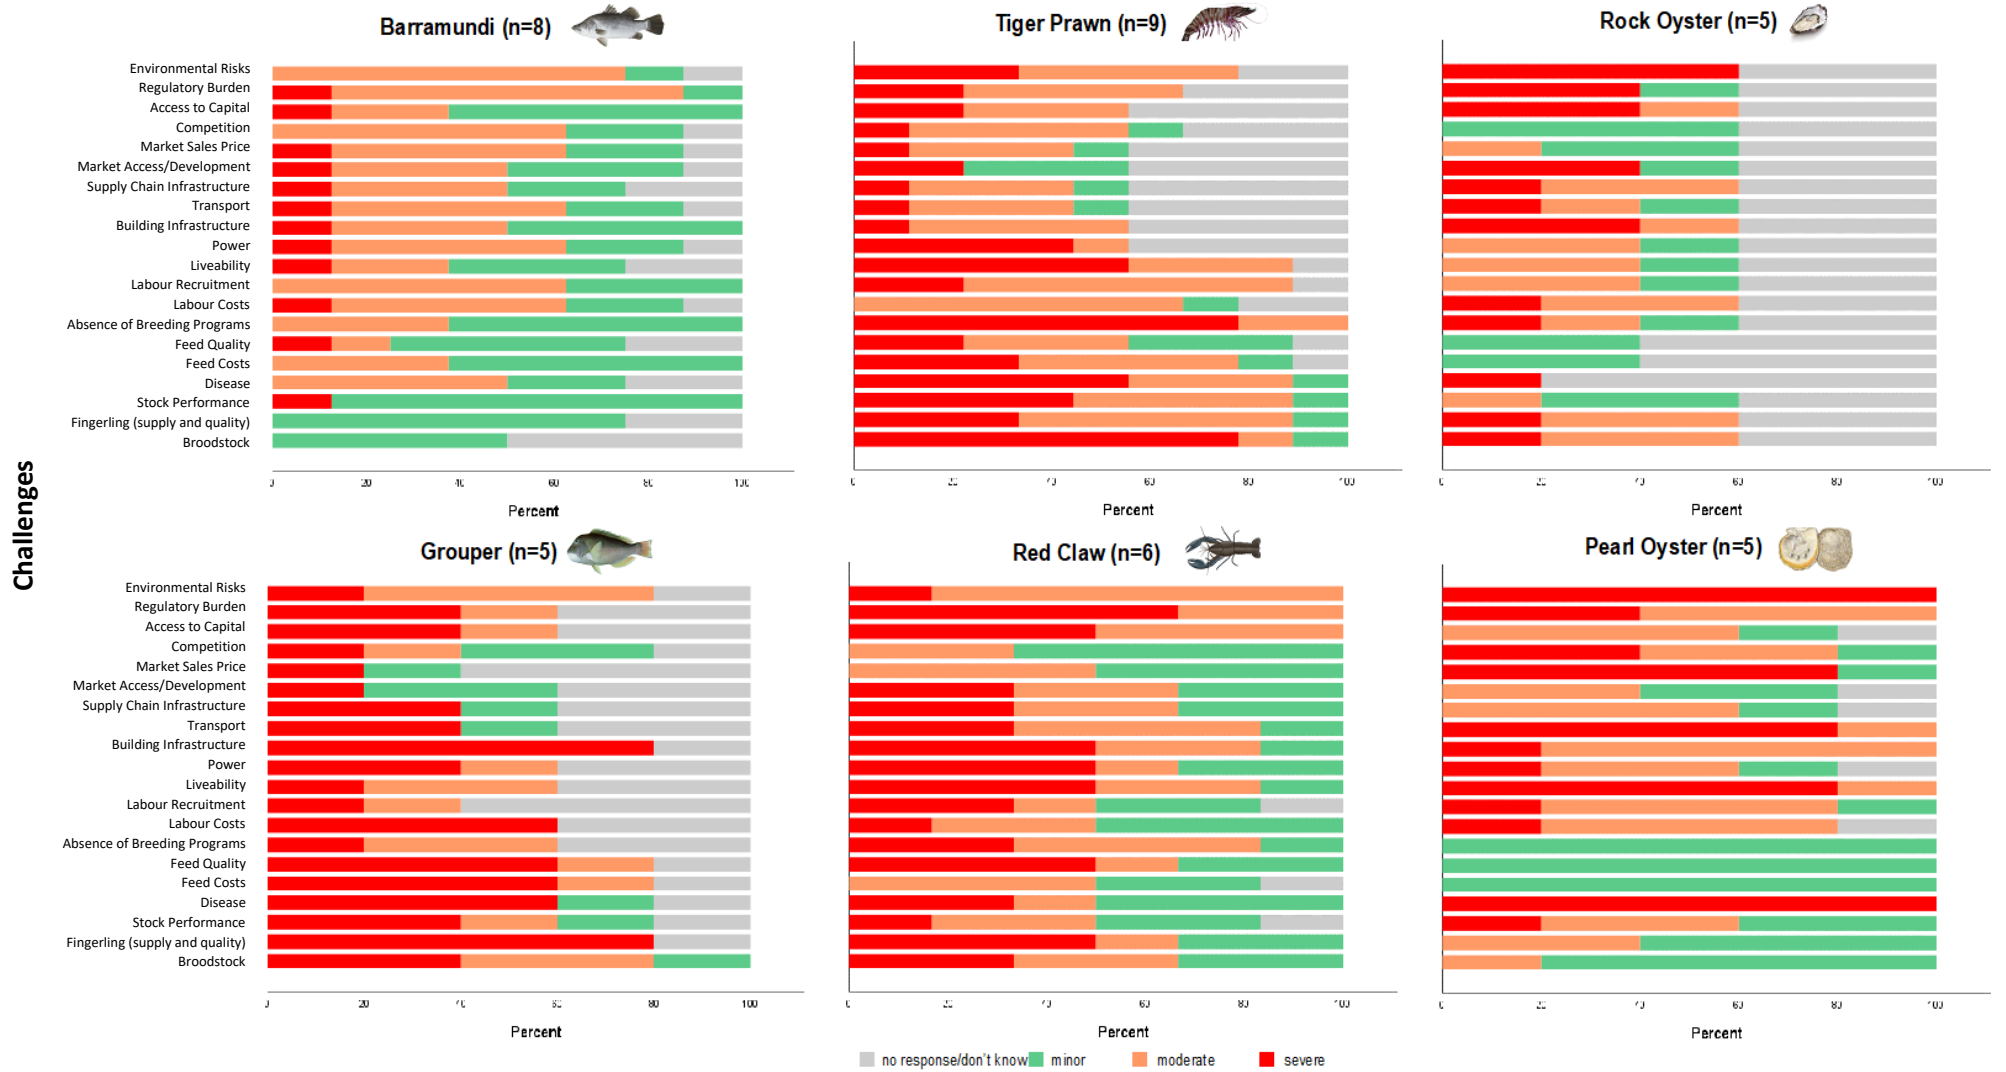 Barramundi (n=8)
Tiger Prawn (n=9)
Rock Oyster (n=5)
Environmental Risks
Regulatory Burden
Access to Capital
Competition
Market Sales Price
Market Access/Development
Supply Chain Infrastructure
Transport
Building Infrastructure
Power
Liveability
Labour Recruitment
Labour Costs
Absence of Breeding Programs
Feed Quality
Feed Costs
Disease
Stock Performance
Fingerling (supply and quality)
Broodstock
20 40 60 80 100
Percent
Percent
Percent
Challenges
Grouper (n=5)
Red Claw (n=6)
Pearl Oyster (n=5)
Environmental Risks
Regulatory Burden
Access to Capital
Competition
Market Sales Price
Market Access/Development
Supply Chain Infrastructure
Transport
Building Infrastructure
Power
Liveability
Labour Recruitment
Labour Costs
Absence of Breeding Programs
Feed Quality
Feed Costs
Disease
Stock Performance
Fingerling (supply and quality)
Broodstock
20 80 100
Percent
Percent
Percent
no response/don't know minor moderate severe